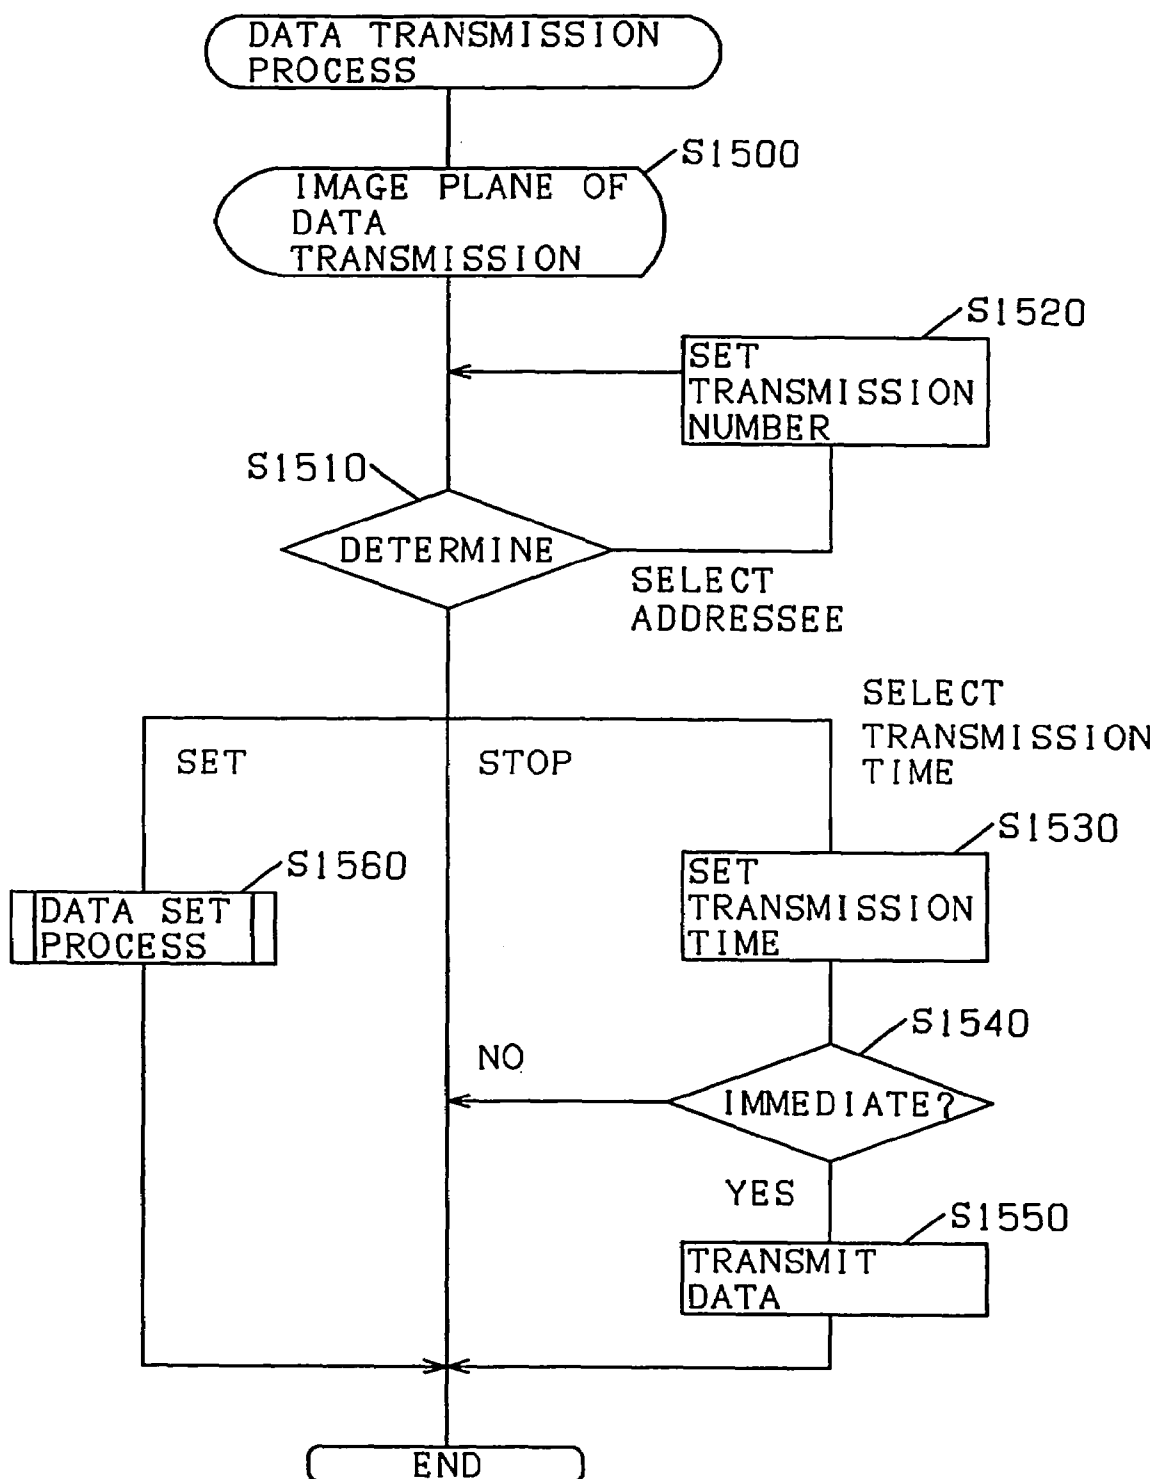 DATA TRANSMISSION
PROCESS
S1500
IMAGE PLANE OF
DATA
TRANSMISSION
S1520
SET
TRANSMISSION
NUMBER
S1510
DETERMINE
SELECT
ADDRESSEE
SELECT
TRANSMISSION
TIME
SET
STOP
S1530
SET
TRANSMISSION
TIME
S1560
DATA SET
PROCESS
S1540
NO
IMMEDIATE?
YES
S1550
TRANSMIT
DATA
END